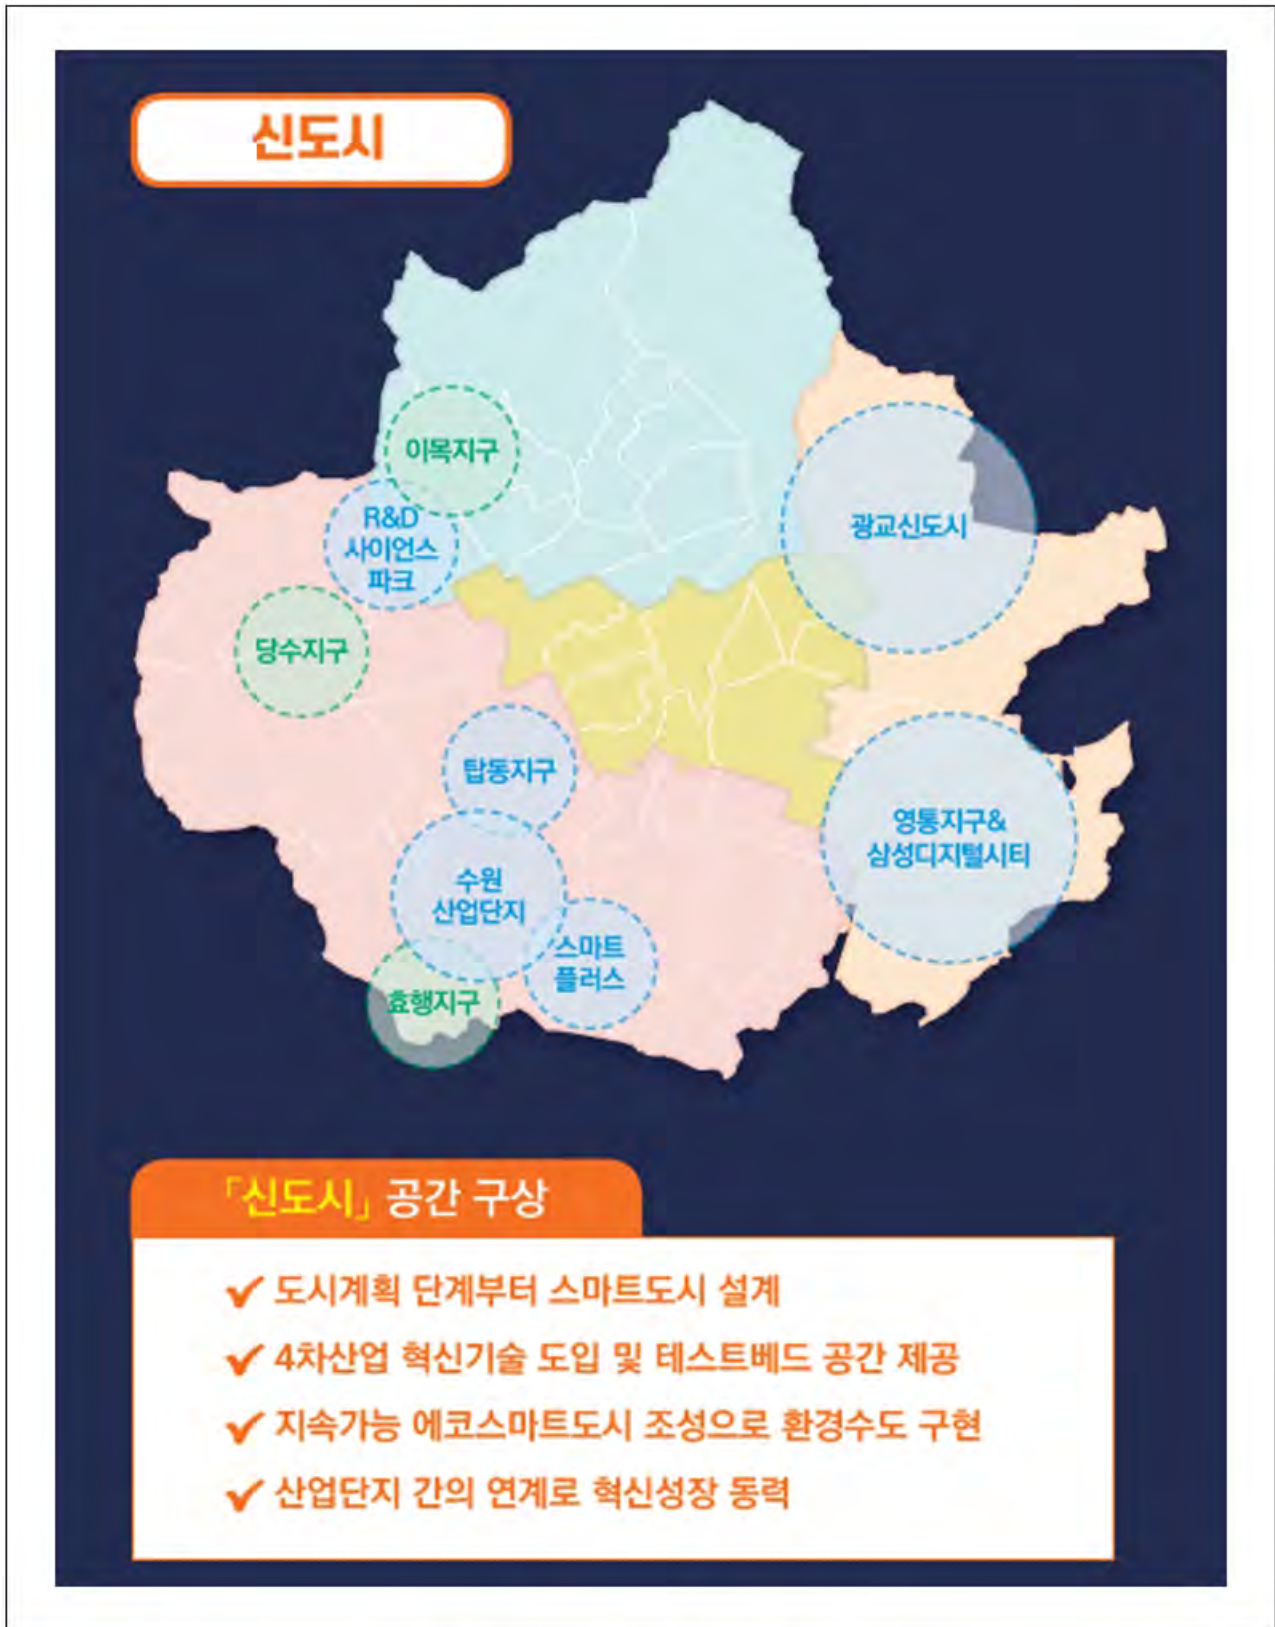 신도시
이목지구
R&D
사이언스
파크
광교신도시
당수지구
탑동지구
영통지구&
삼성디지털시티
수원
산업단지
스마트
플러스
효행지구
「신도시」 공간 구상
✔ 도시계획 단계부터 스마트도시 설계
✔ 4차산업 혁신기술 도입 및 테스트베드 공간 제공
✔ 지속가능 에코스마트도시 조성으로 환경수도 구현
✔ 산업단지 간의 연계로 혁신성장 동력